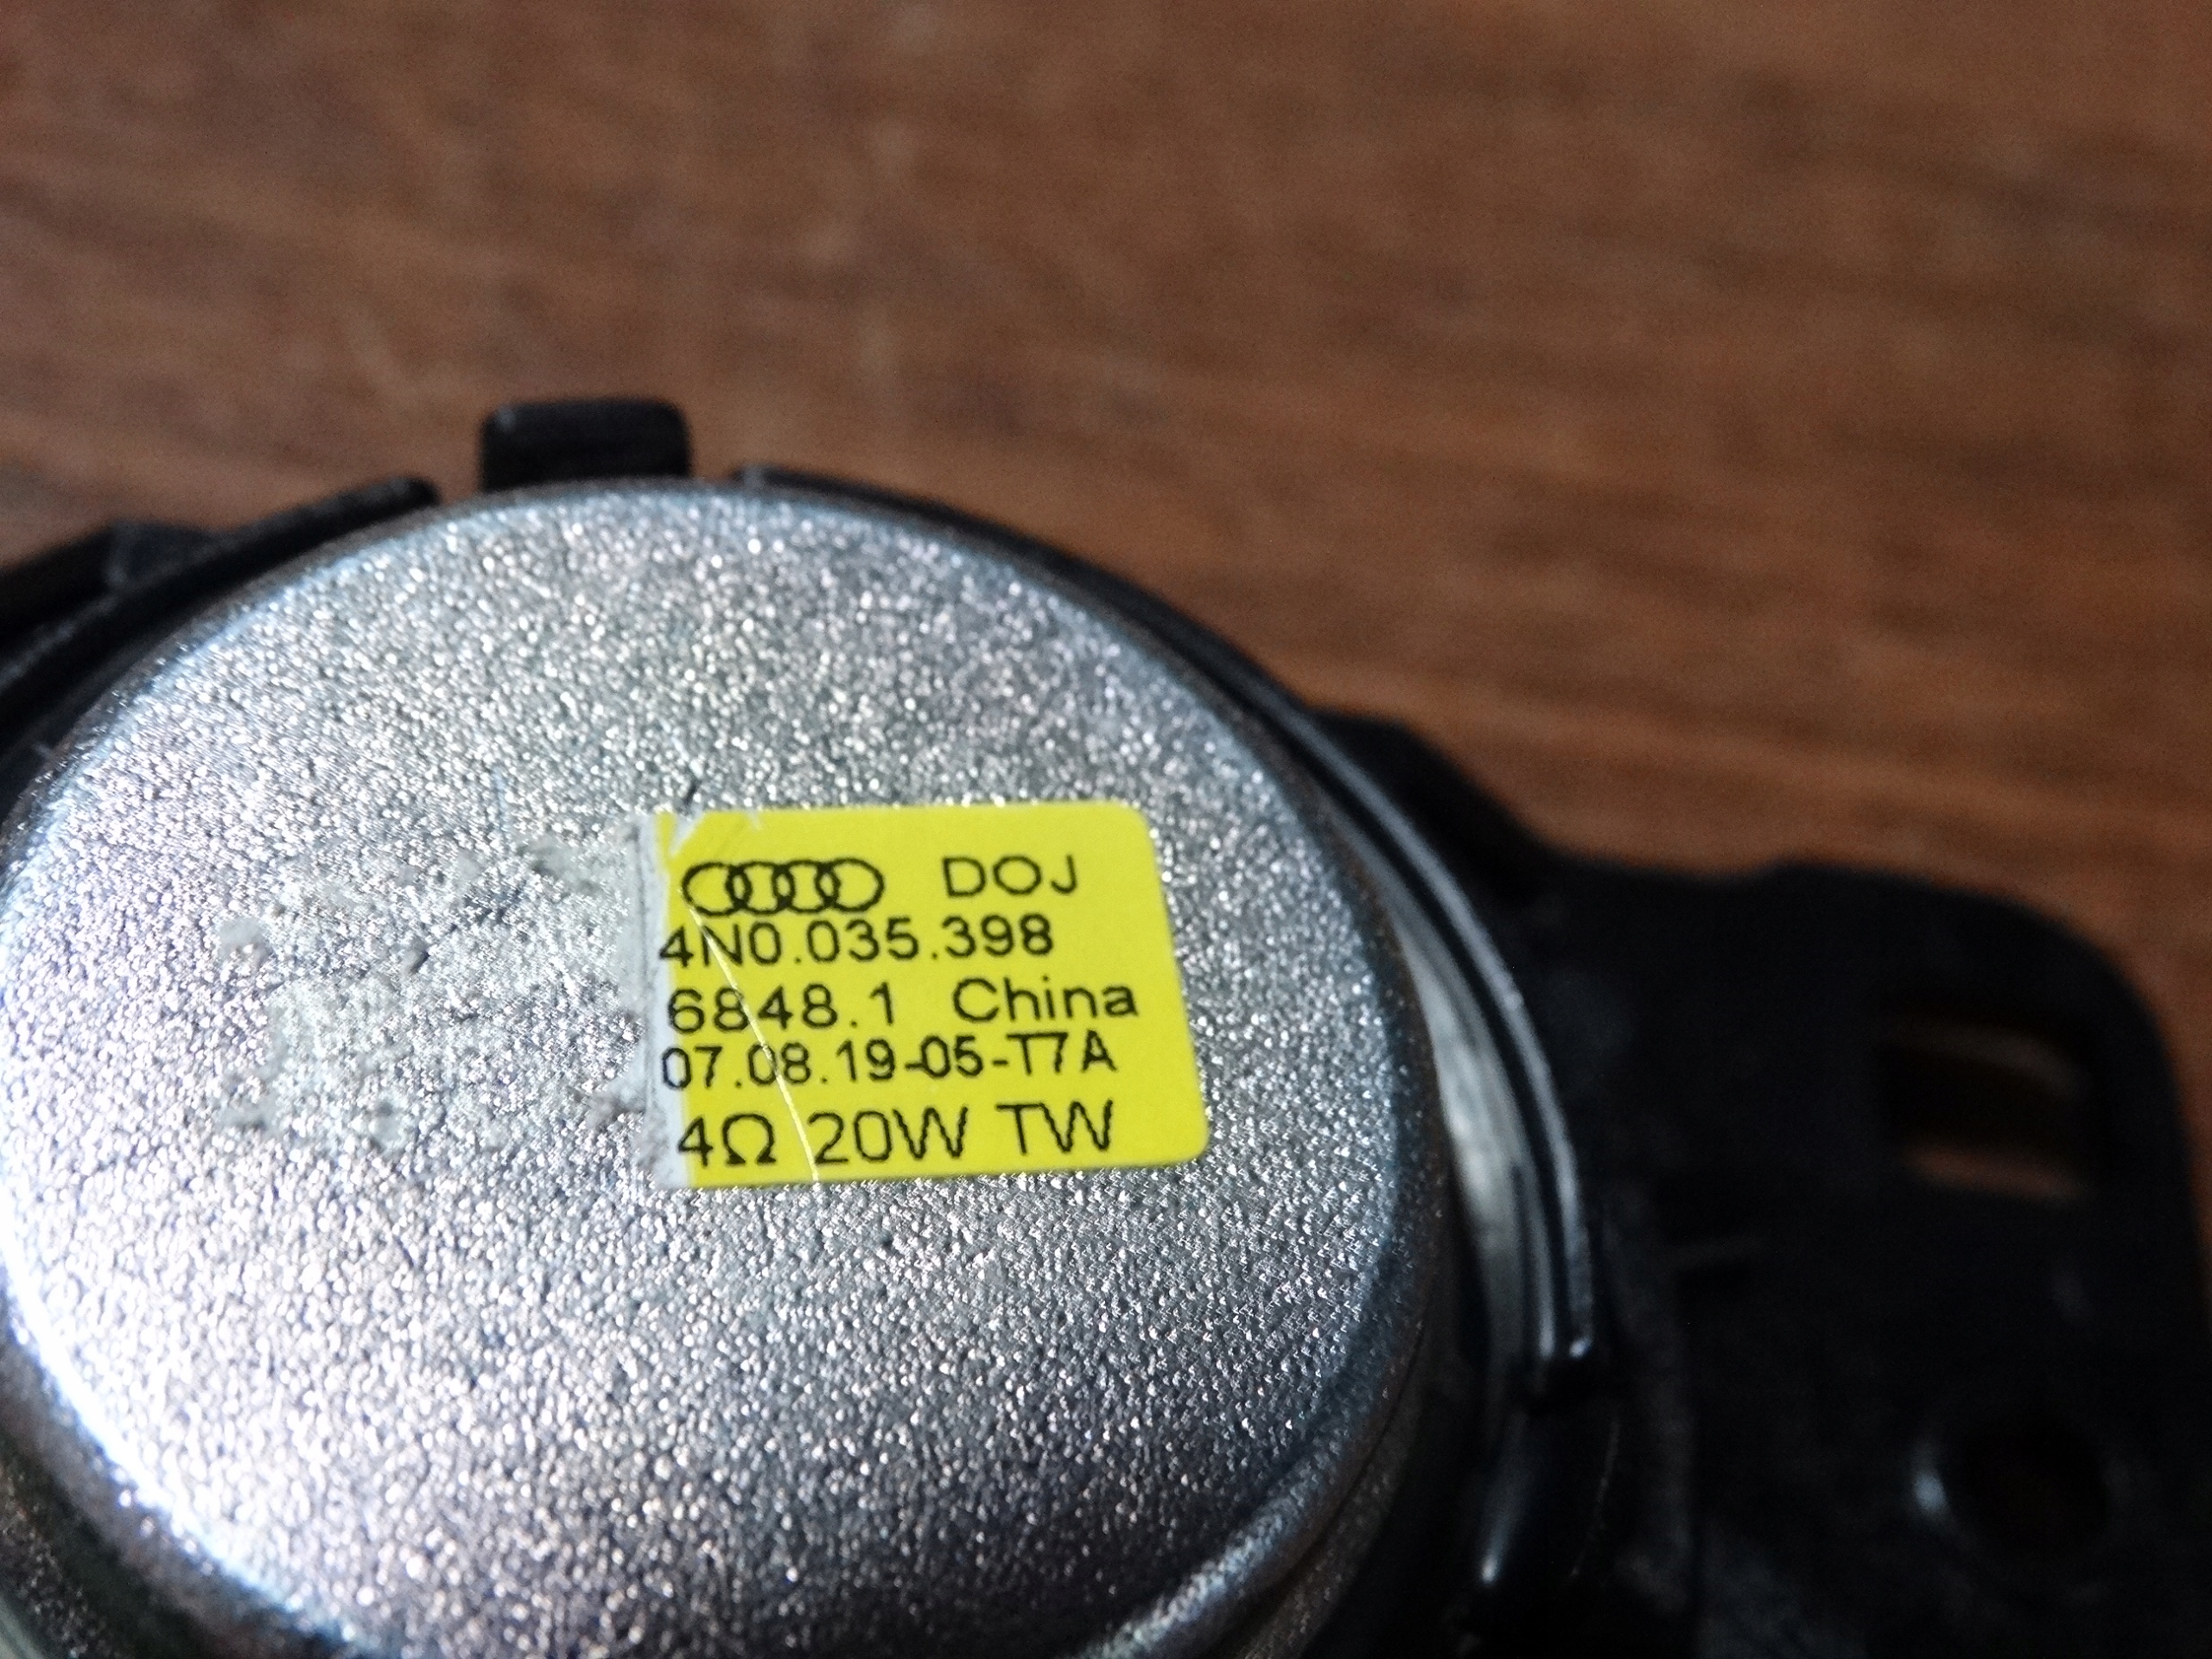 DOJ
4N0.035.398
6848.1 China
07.08.19-05-T7A
4Ω 20W TW